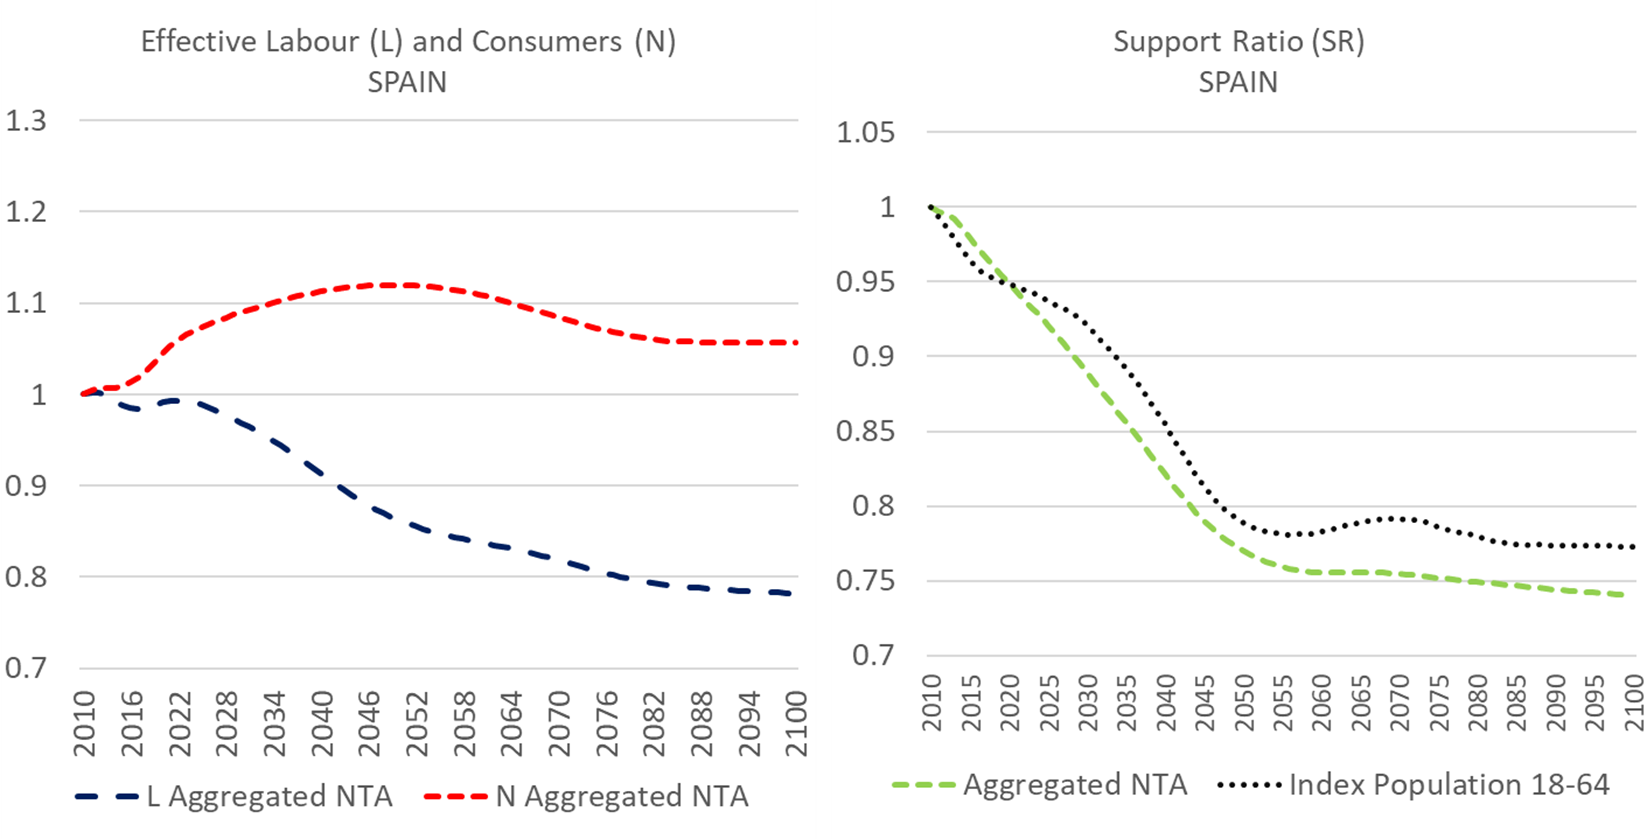 Effective Labour (L) and Consumers (N)
SPAIN
1.3
1.2
1.1
1
0.9
0.8
0.7
2010 2016 2022 2028 2034 2040 2046 2052 2058 2064 2070 2076 2082 2088 2094 2100
L Aggregated NTA N Aggregated NTA
Support Ratio (SR)
SPAIN
1.05
1
0.95
0.9
0.85
0.8
0.75
0.7
2010 2015 2020 2025 2030 2035 2040 2045 2050 2055 2060 2065 2070 2075 2080 2085 2090 2095 2100
Aggregated NTA Index Population 18-64